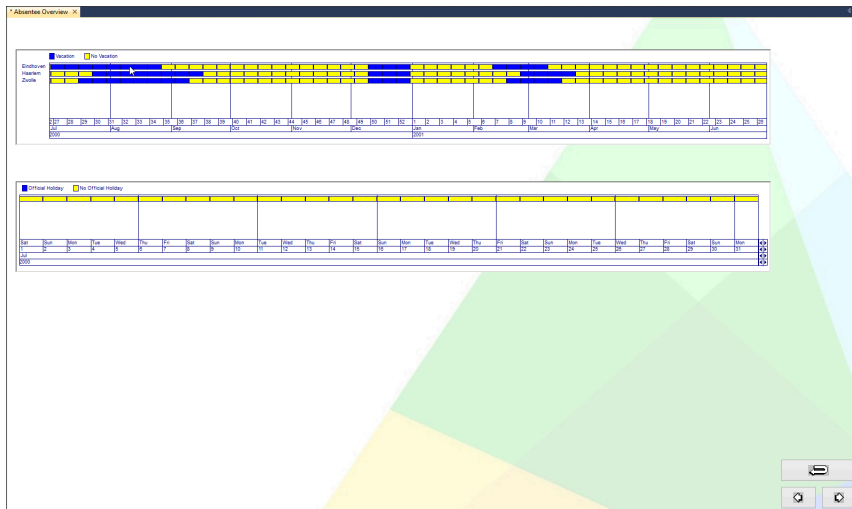 * Absentee Overview ×
Vacation No Vacation
Eindhoven
Haarlem
Zwolle
2 27 28 29 30 31 32 33 34 35 36 37 38 39 40 41 42 43 44 45 46 47 48 49 50 51 52 1 2 3 4 5 6 7 8 9 10 11 12 13 14 15 16 17 18 19 20 21 22 23 24 25 26
Jul Aug Sep Oct Nov Dec Jan Feb Mar Apr May Jun
2000 2001
Official Holiday No Official Holiday
Sat Sun Mon Tue Wed Thu Fri Sat Sun Mon Tue Wed Thu Fri Sat Sun Mon Tue Wed Thu Fri Sat Sun Mon Tue Wed Thu Fri Sat Sun Mon
1 2 3 4 5 6 7 8 9 10 11 12 13 14 15 16 17 18 19 20 21 22 23 24 25 26 27 28 29 30 31
Jul
2000